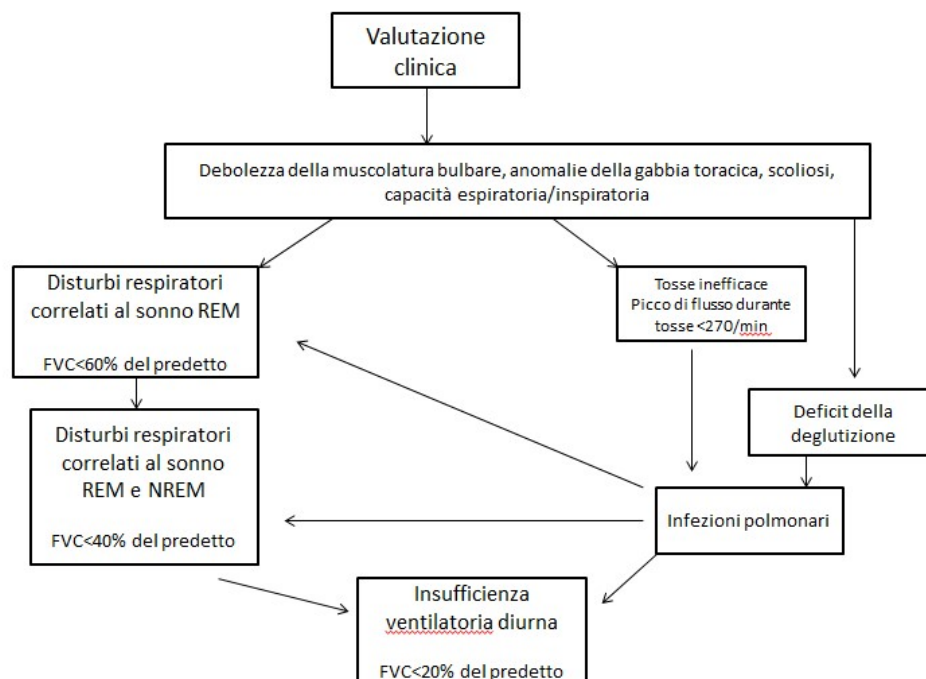 Valutazione
clinica
Debolezza della muscolatura bulbare, anomalie della gabbia toracica, scoliosi,
capacità espiratoria/inspiratoria
Disturbi respiratori
correlati al sonno REM
FVC<60% del predetto
Tosse inefficace
Picco di flusso durante
tosse <270/min
Disturbi respiratori
correlati al sonno
REM e NREM
FVC<40% del predetto
Deficit della
deglutizione
Infezioni polmonari
Insufficienza
ventilatoria diurna
FVC<20% del predetto